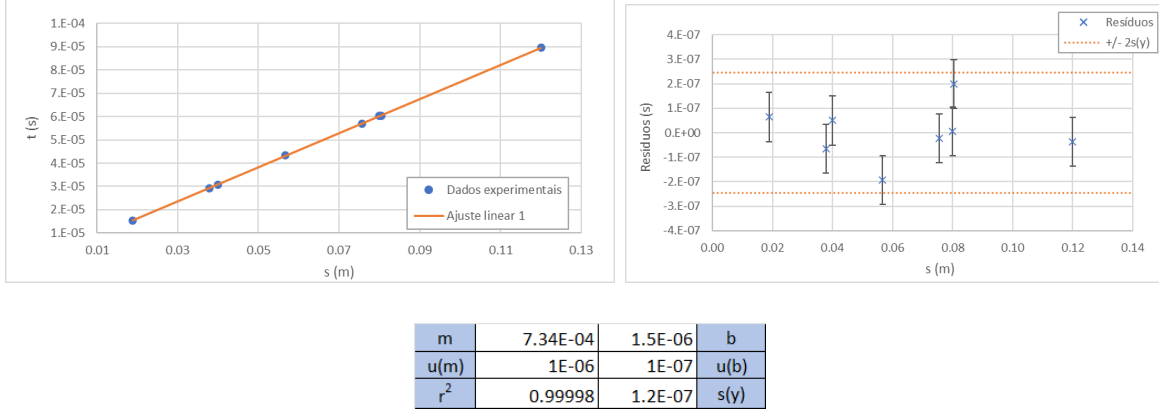 1.E-04
9.E-05
8.E-05
7.E-05
6.E-05
5.E-05
4.E-05
3.E-05
2.E-05
1.E-05
t (s)
0.01 0.03 0.05 0.07 0.09 0.11 0.13
s (m)
Dados experimentais
Ajuste linear 1
Resíduos
+/- 2s(y)
4.E-07
3.E-07
2.E-07
1.E-07
0.E+00
-1.E-07
-2.E-07
-3.E-07
-4.E-07
Resíduos (s)
0.00 0.02 0.04 0.06 0.08 0.10 0.12 0.14
s (m)
m 7.34E-04 1.5E-06 b
u(m) 1E-06 1E-07 u(b)
r² 0.99998 1.2E-07 s(y)